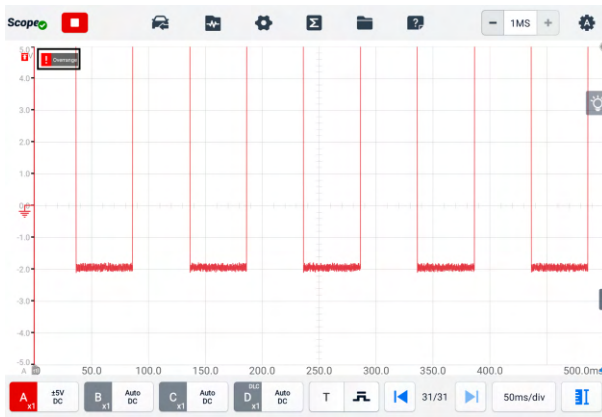 Scope
1MS
5.0 V
Overrange
4.0
3.0
2.0
1.0
0.0
-1.0
-2.0
-3.0
-4.0
-5.0
A 0.0 50.0 100.0 150.0 200.0 250.0 300.0 350.0 400.0 500.0ms
A x1 ±5V DC
B x1 Auto DC
C x1 Auto DC
DLC D x1 Auto DC
T
31/31
50ms/div